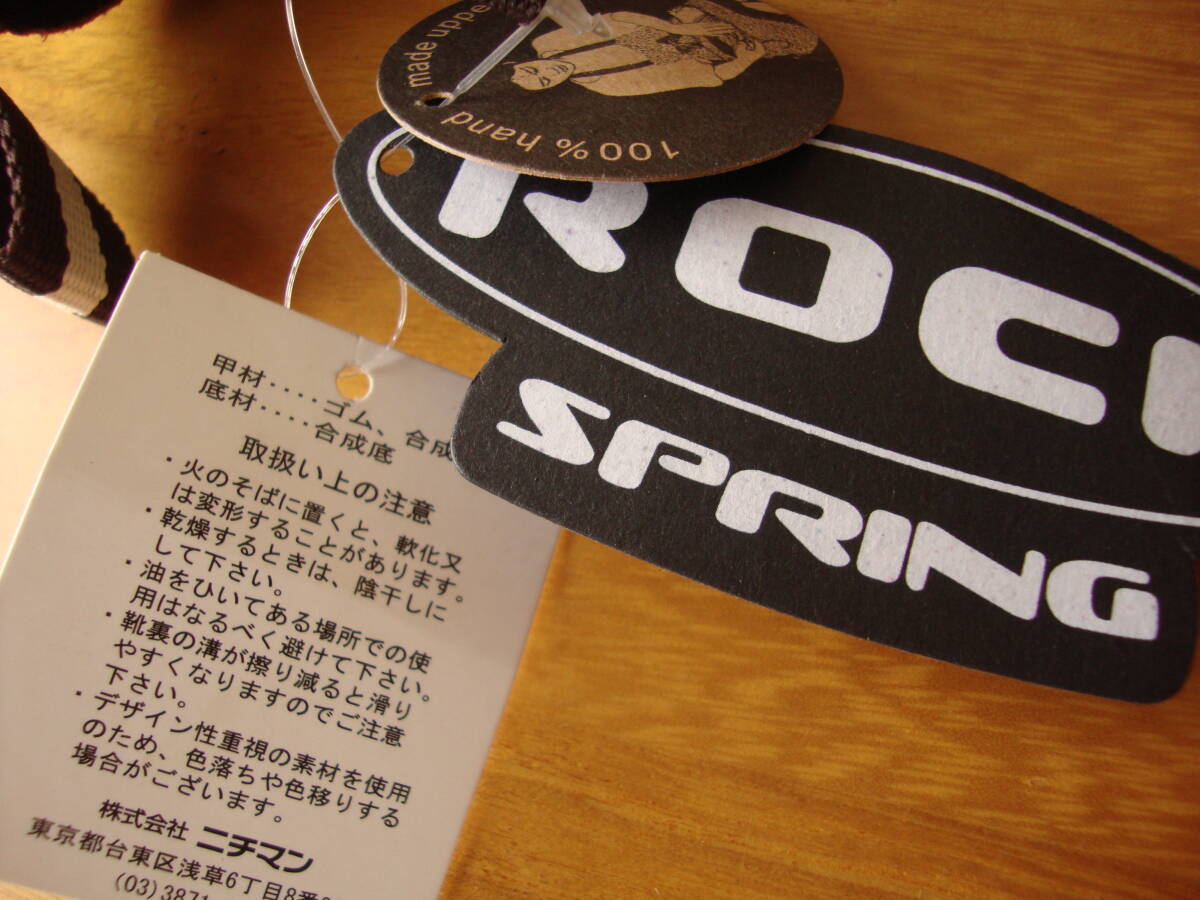 100% hand
made uppe
ROC
SPRING
甲材‥‥ゴム、合成
底材‥‥合成底
取扱い上の注意
・火のそばに置くと、軟化又
は変形することがあります。
・乾燥するときは、陰干しに
して下さい。
・油をひいてある場所での使
用はなるべく避けて下さい。
・靴裏の溝が擦り減ると滑り
やすくなりますのでご注意
下さい。
・デザイン性重視の素材を使用
のため、色落ちや色移りする
場合がございます。
株式会社 ニチマン
東京都台東区浅草6丁目8番
(03)3871